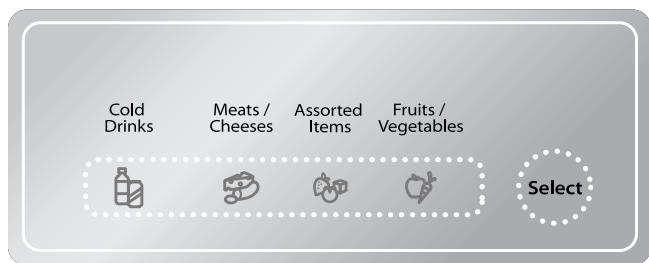 Cold
Drinks
Meats /
Cheeses
Assorted
Items
Fruits /
Vegetables
Select